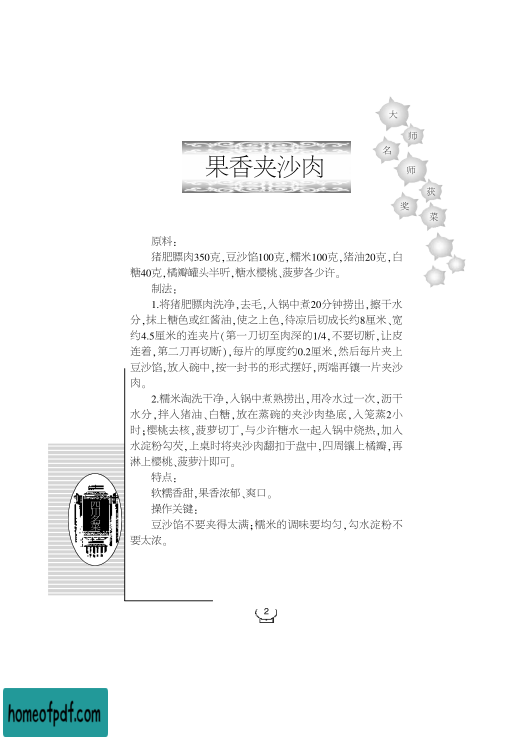 大
师
名
师
获
奖
菜
果香夹沙肉
原料：
猪肥膘肉350克，豆沙馅100克，糯米100克，猪油20克，白
糖40克，橘瓣罐头半听，糖水樱桃、菠萝各少许。
制法：
1.将猪肥膘肉洗净，去毛，入锅中煮20分钟捞出，擦干水
分，抹上糖色或红酱油，使之上色，待凉后切成长约8厘米、宽
约4.5厘米的连夹片（第一刀切至肉深的1/4，不要切断，让皮
连着，第二刀再切断），每片的厚度约0.2厘米，然后每片夹上
豆沙馅，放入碗中，按一封书的形式摆好，两端再镶一片夹沙
肉。
2.糯米淘洗干净，入锅中煮熟捞出，用冷水过一次，沥干
水分，拌入猪油、白糖，放在蒸碗的夹沙肉垫底，入笼蒸2小
时；樱桃去核，菠萝切丁，与少许糖水一起入锅中烧热，加入
水淀粉勾芡，上桌时将夹沙肉翻扣于盘中，四周镶上橘瓣，再
淋上樱桃、菠萝汁即可。
特点：
软糯香甜，果香浓郁、爽口。
操作关键：
豆沙馅不要夹得太满；糯米的调味要均匀，勾水淀粉不
要太浓。
2
homeofpdf.com